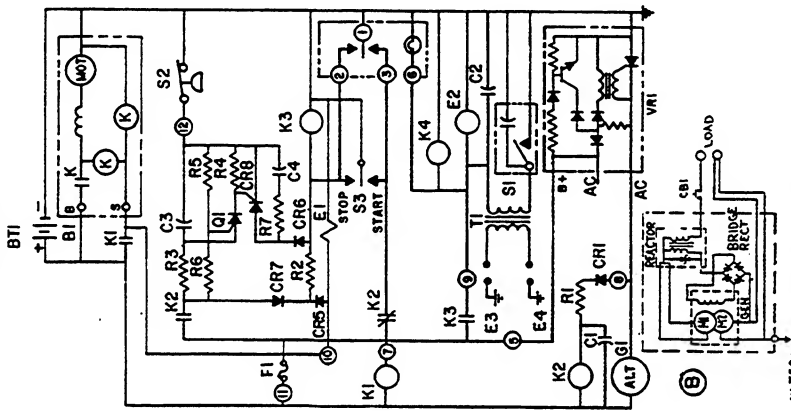 BT1
+ -
B1
B
K
MOT
K
K
S
K1
S2
12
R3
C3
K2
R6
R5
Q1
R4
CR8
R7
C4
CR7
CR6
R2
CR5
E1
K3
F1
11
10
STOP
S3
START
2
1
3
K2
7
K1
6
K4
K3
9
E2
C2
E3
E4
T1
S1
5
B+
AC
VR1
AC
K2
R1
C1
CR1
8
G1
ALT
B
REACTOR
CB1
LOAD
BRIDGE
RECT
M1
M2
GEN